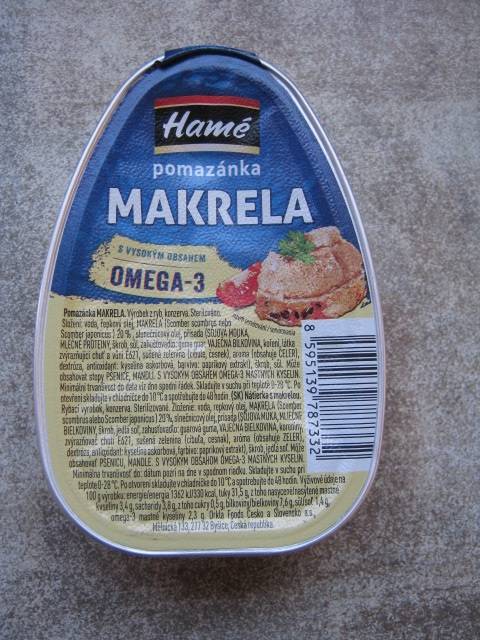 Hamé
pomazánka
MAKRELA
S VYSOKÝM OBSAHEM
OMEGA-3
Pomazánka MAKRELA. Výrobek z ryb, konzerva. Sterilováno.
Složení: voda, řepkový olej, MAKRELA (Scomber scombrus nebo
Scomber japonicus) 20 %, slunečnicový olej, přísada (SÓJOVÁ MOUKA,
MLÉČNÉ PROTEINY, škrob, sůl, zahušťovadlo: guma guar, VAJEČNÁ BÍLKOVINA, koření, látka
zvýrazňující chuť a vůni E621, sušená zelenina (cibule, česnek), aroma (obsahuje CELER),
dextróza, antioxidant: kyselina askorbová, barvivo: paprikový extrakt), škrob, sůl. Může
obsahovat stopy PŠENICE, MANDLÍ. S VYSOKÝM OBSAHEM OMEGA-3 MASTNÝCH KYSELIN.
Minimální trvanlivost do data viz dno spodní rádek. Skladujte v suchu při teplotě 0-28 °C. Po
otevření skladujte v chladničce do 10 °C a spotřebujte do 48 hodin. (SK) Nátierka s makrelou.
Rybací výrobok, konzerva. Sterilizované. Zloženie: voda, repkový olej, MAKRELA (Scomber
scombrus alebo Scomber japonicus) 20%, slnečnicový olej, prísada (SÓJOVÁ MÚKA, MLIEČNE
BIELKOVINY, škrob, jedlá soľ, zahusťovadlo: guarová guma, VAJEČNÁ BIELKOVINA, korenie,
zvýrazňovač chuti E621, sušená zelenina (cibuľa, cesnak), aróma (obsahuje ZELER),
dextróza, antioxidant: kyselina askorbová, farbivo: paprikový extrakt), škrob, jedlá soľ. Môže
obsahovať PŠENICU, MANDLE. S VYSOKÝM OBSAHOM OMEGA-3 MASTNÝCH KYSELÍN.
Minimálna trvanlivosť do: dátum pozri na dne v spodnom riadku. Skladujte v suchu pri
teplote 0-28 °C. Po otvorení skladujte v chladničke do 10 °C a spotrebujte do 48 hodín. Výživové údaje na
100 g výrobku: energie/energia 1362 kJ/330 kcal, tuky 31,5 g, z toho nasycené/nasýtené mastné
kyseliny 3,4 g, sacharidy 3,8 g, z toho cukry 0,5 g, bílkoviny/bielkoviny 7,6 g, sůl/soľ 1,4 g,
omega-3 mastné kyseliny 2,3 g. Orkla Foods Česko a Slovensko a.s.,
Mělnická 133, 277 32 Byšice, Česká republika.
8 595139 787332